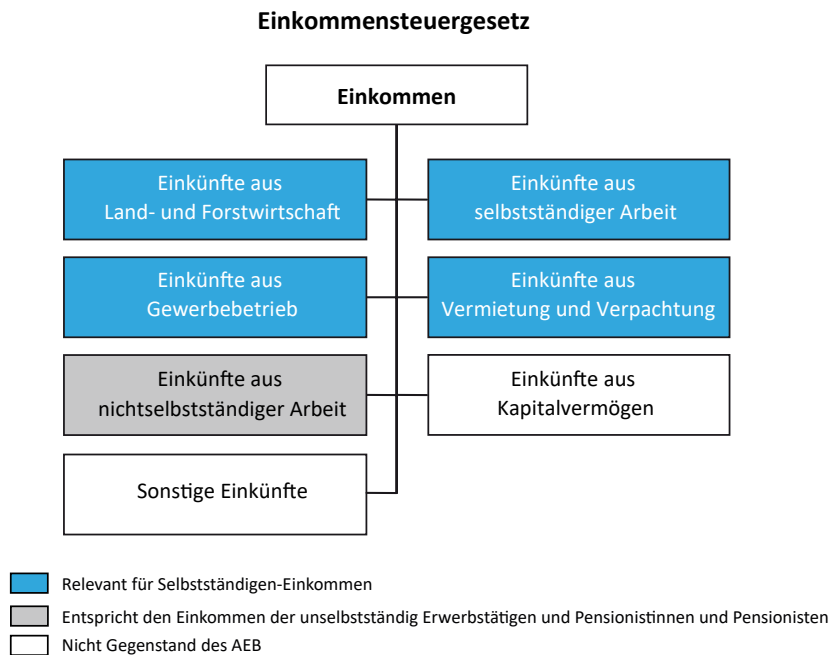 Einkommensteuergesetz
Einkommen
Einkünfte aus
Land- und Forstwirtschaft
Einkünfte aus
selbstständiger Arbeit
Einkünfte aus
Gewerbebetrieb
Einkünfte aus
Vermietung und Verpachtung
Einkünfte aus
nichtselbstständiger Arbeit
Einkünfte aus
Kapitalvermögen
Sonstige Einkünfte
Relevant für Selbstständigen-Einkommen
Entspricht den Einkommen der unselbstständig Erwerbstätigen und Pensionistinnen und Pensionisten
Nicht Gegenstand des AEB